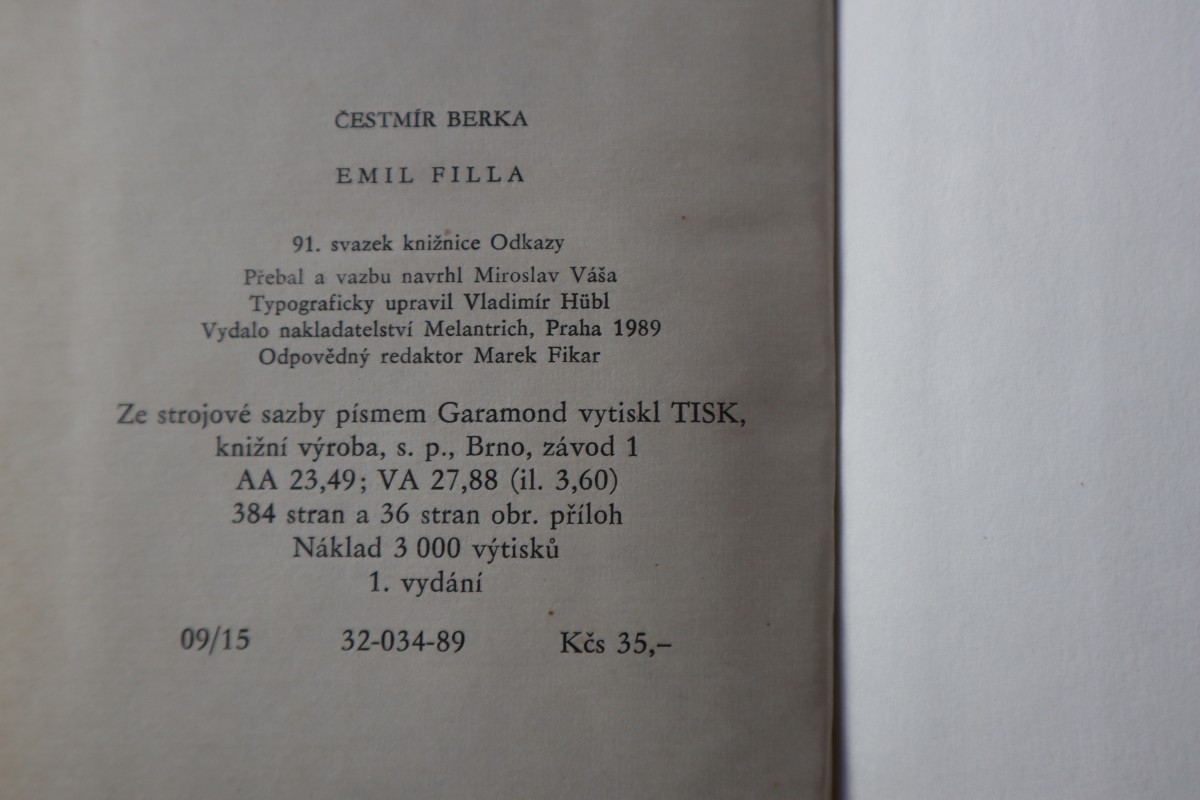 ČESTMÍR BERKA
EMIL FILLA
91. svazek knižnice Odkazy
Přebal a vazbu navrhl Miroslav Váša
Typograficky upravil Vladimír Hübl
Vydalo nakladatelství Melantrich, Praha 1989
Odpovědný redaktor Marek Fikar
Ze strojové sazby písmem Garamond vytiskl TISK,
knižní výroba, s. p., Brno, závod 1
AA 23,49; VA 27,88 (il. 3,60)
384 stran a 36 stran obr. příloh
Náklad 3 000 výtisků
1. vydání
09/15 32-034-89 Kčs 35,–